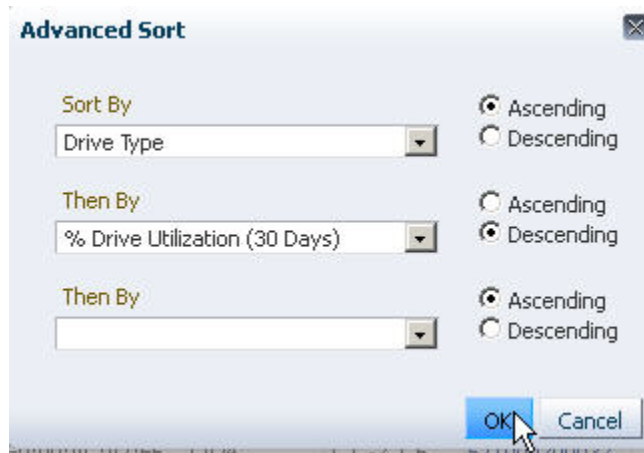 Advanced Sort
Sort By
Drive Type
Ascending
Descending
Then By
% Drive Utilization (30 Days)
Ascending
Descending
Then By
Ascending
Descending
OK Cancel